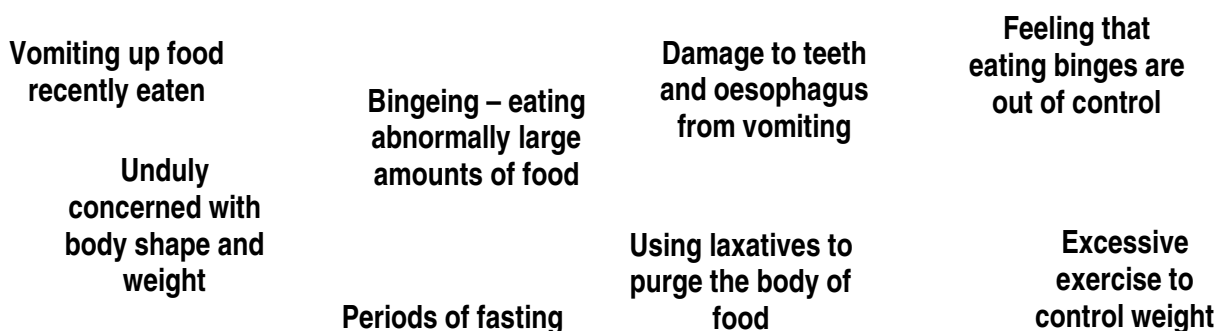 Vomiting up food
recently eaten
Bingeing – eating
abnormally large
amounts of food
Damage to teeth
and oesophagus
from vomiting
Feeling that
eating binges are
out of control
Unduly
concerned with
body shape and
weight
Periods of fasting
Using laxatives to
purge the body of
food
Excessive
exercise to
control weight